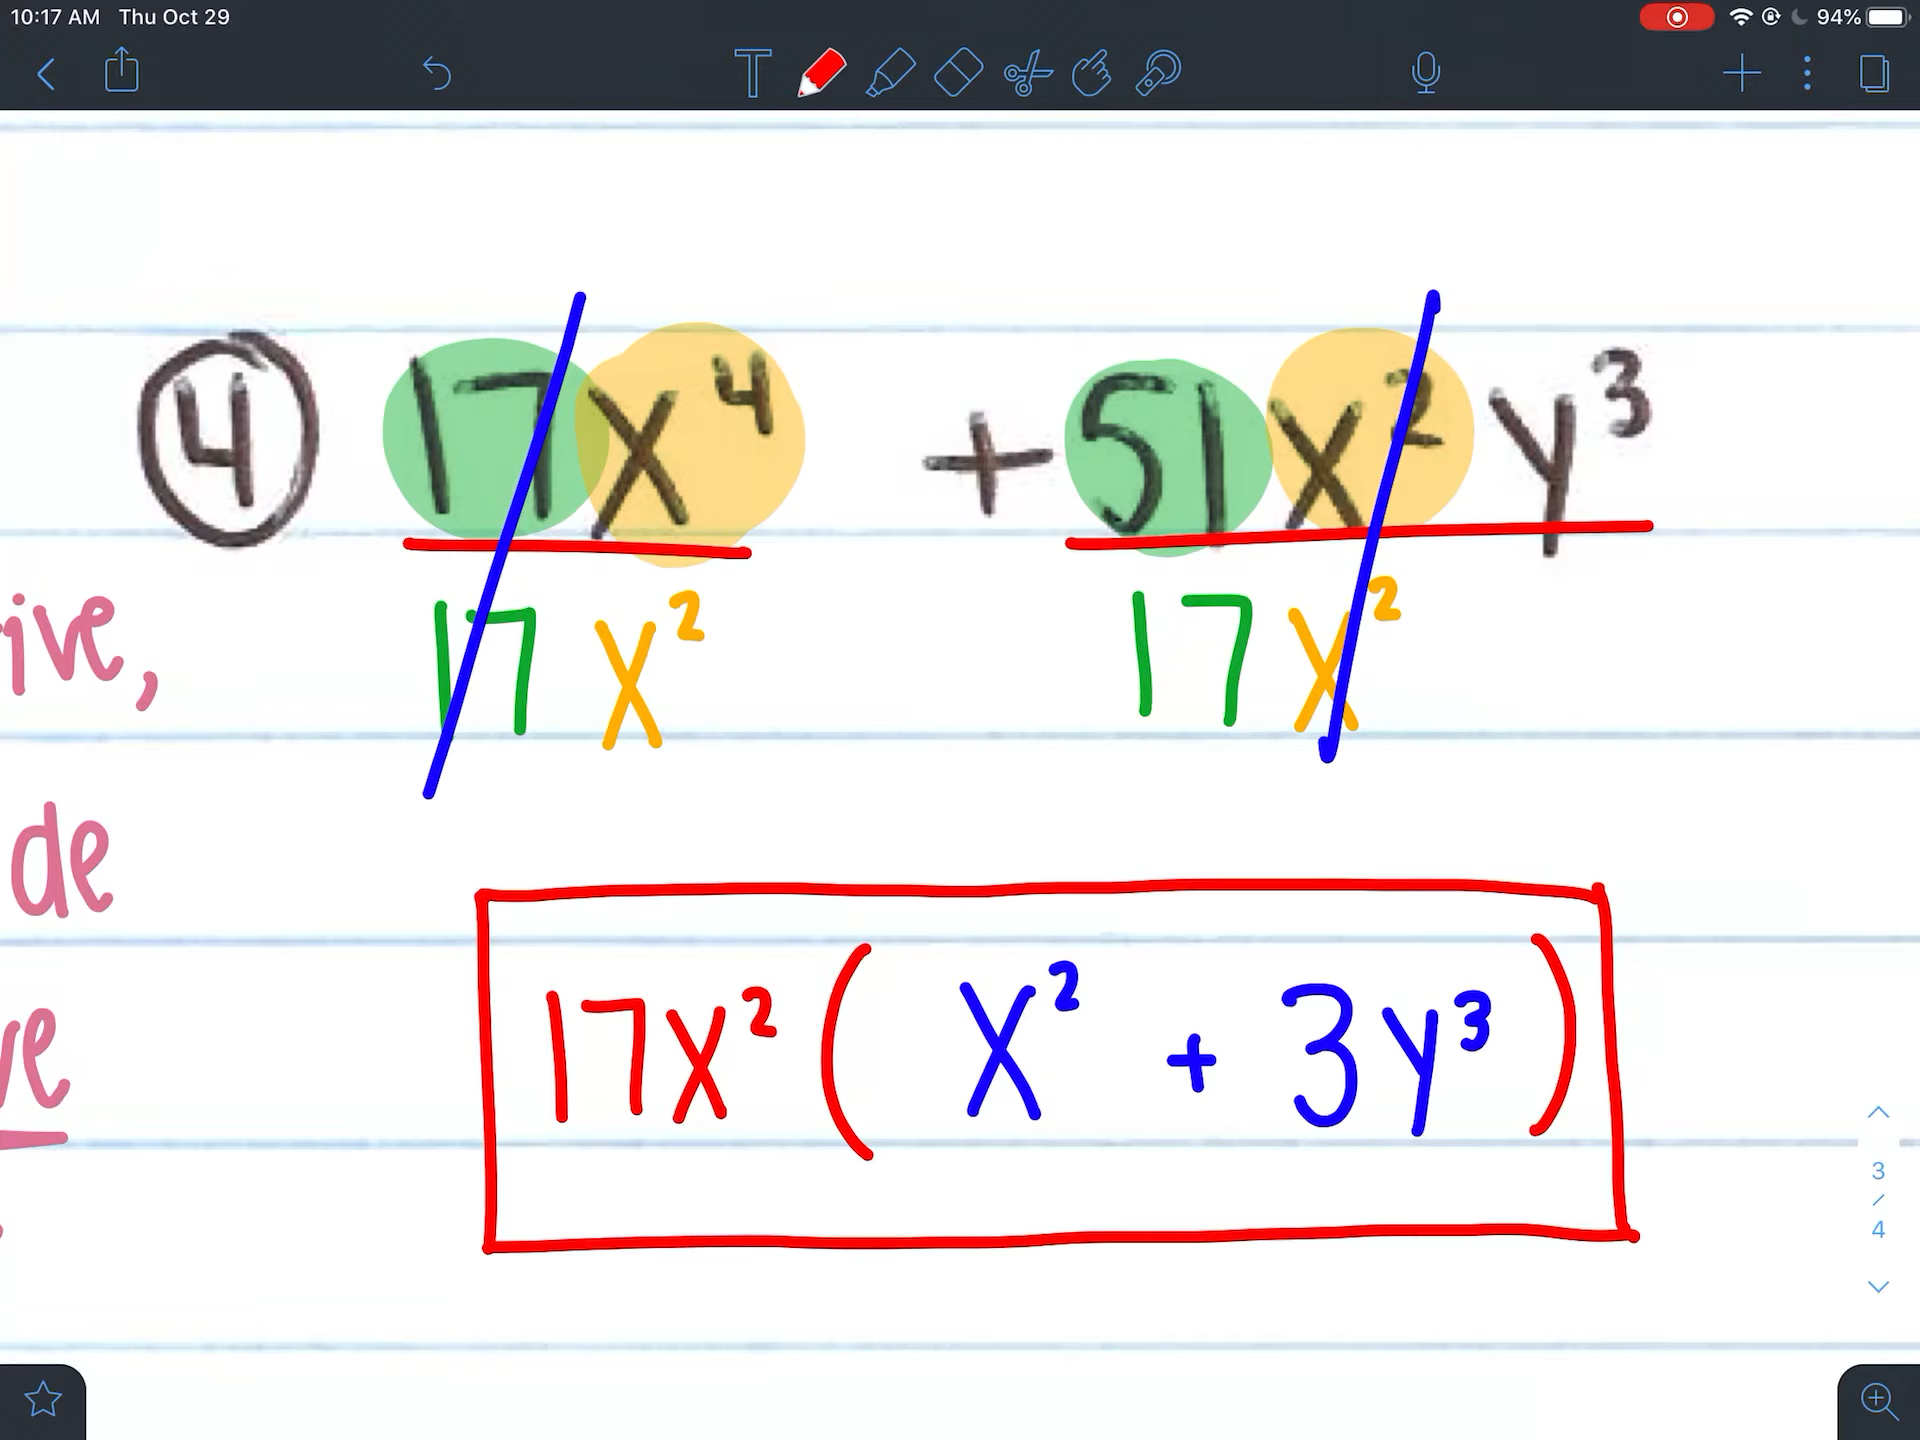 10:17 AM Thu Oct 29 94%
T
④ 17x⁴ + 51x²y³
17x² 17x²
ive,
de
ve
17x² ( x² + 3y³ )
3
/
4